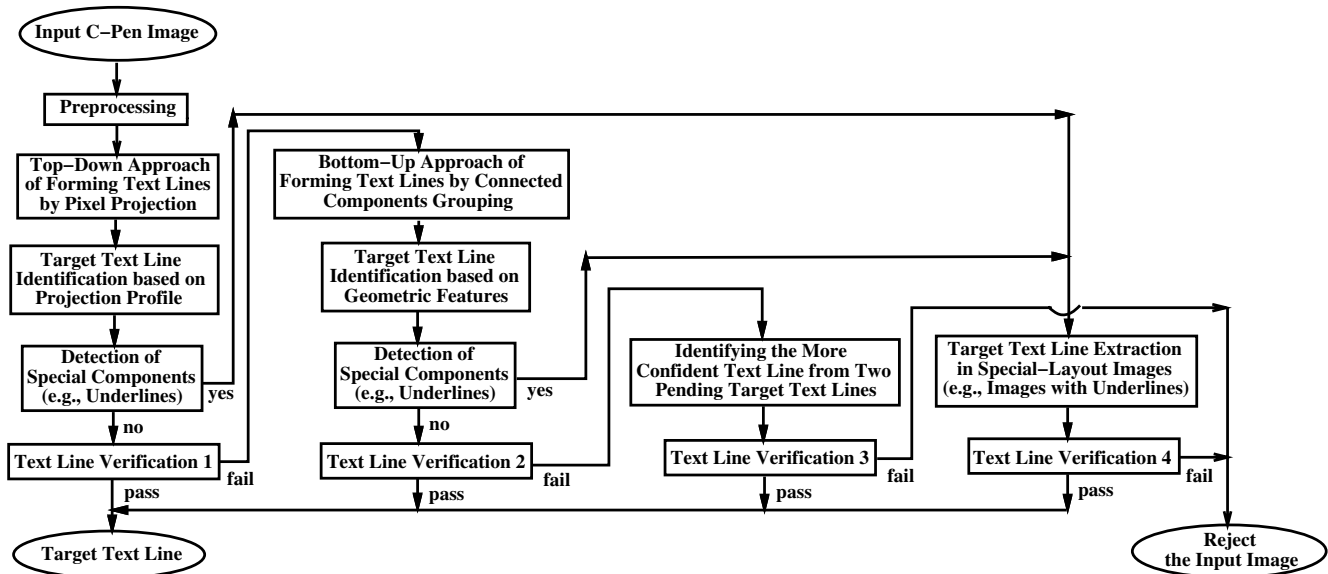 Input C−Pen Image
Preprocessing
Top−Down Approach
of Forming Text Lines
by Pixel Projection
Target Text Line
Identification based on
Projection Profile
Detection of
Special Components
(e.g., Underlines)
yes
no
Text Line Verification 1
fail
pass
Target Text Line
Bottom−Up Approach of
Forming Text Lines by Connected
Components Grouping
Target Text Line
Identification based on
Geometric Features
Detection of
Special Components
(e.g., Underlines)
yes
no
Text Line Verification 2
fail
pass
Identifying the More
Confident Text Line from Two
Pending Target Text Lines
Text Line Verification 3
fail
pass
Target Text Line Extraction
in Special−Layout Images
(e.g., Images with Underlines)
Text Line Verification 4
fail
pass
Reject
the Input Image